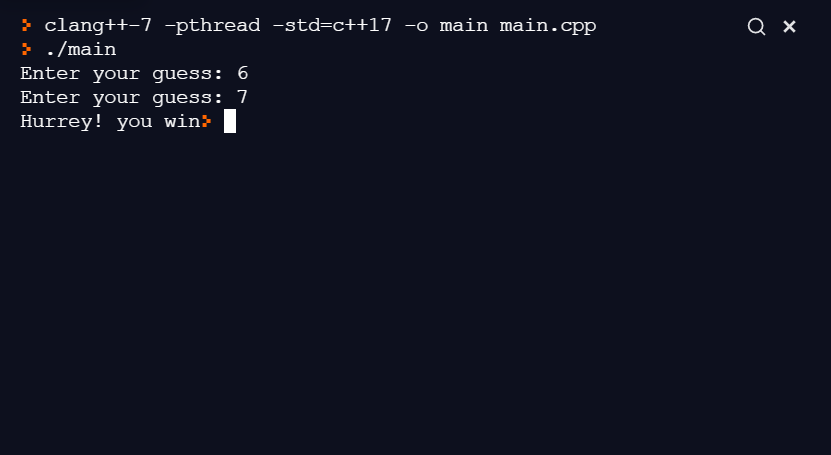 clang++-7 -pthread -std=c++17 -o main main.cpp
./main
Enter your guess: 6
Enter your guess: 7
Hurrey! you win